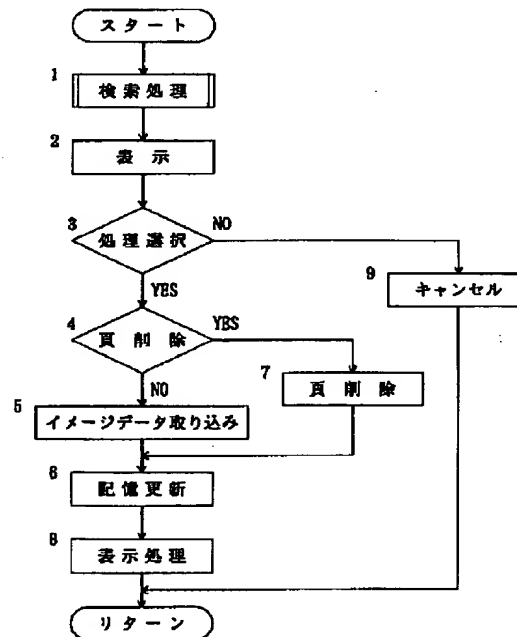 スタート
1
検索処理
2
表示
3
処理選択
NO
YES
9
キャンセル
4
頁削除
YES
NO
7
頁削除
5
イメージデータ取り込み
6
記憶更新
8
表示処理
リターン